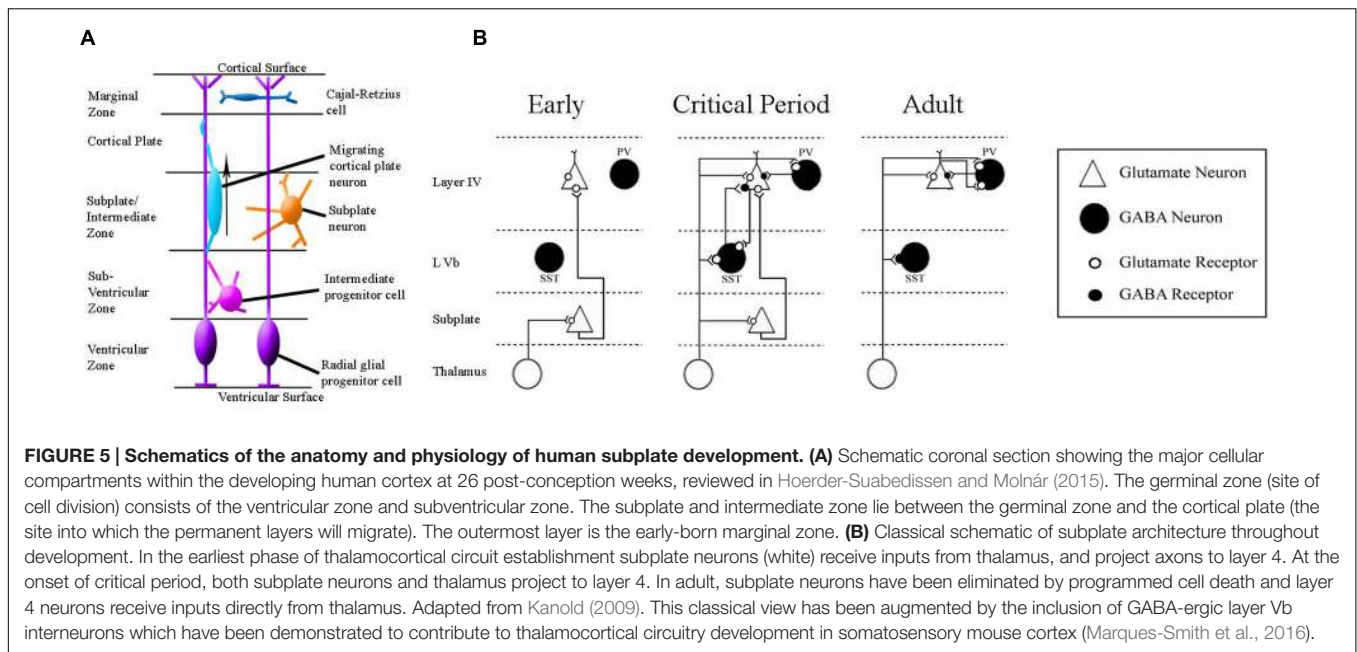 A
Cortical Surface
Marginal
Zone
Cajal-Retzius
cell
Cortical Plate
Migrating
cortical plate
neuron
Subplate/
Intermediate
Zone
Subplate
neuron
Sub-
Ventricular
Zone
Intermediate
progenitor cell
Ventricular
Zone
Radial glial
progenitor cell
Ventricular Surface
B
Early
Critical Period
Adult
PV
PV
PV
Layer IV
L Vb
SST
SST
SST
Subplate
Thalamus
Glutamate Neuron
GABA Neuron
Glutamate Receptor
GABA Receptor
FIGURE 5 | Schematics of the anatomy and physiology of human subplate development. (A) Schematic coronal section showing the major cellular
compartments within the developing human cortex at 26 post-conception weeks, reviewed in Hoerder-Suabedissen and Molnár (2015). The germinal zone (site of
cell division) consists of the ventricular zone and subventricular zone. The subplate and intermediate zone lie between the germinal zone and the cortical plate (the
site into which the permanent layers will migrate). The outermost layer is the early-born marginal zone. (B) Classical schematic of subplate architecture throughout
development. In the earliest phase of thalamocortical circuit establishment subplate neurons (white) receive inputs from thalamus, and project axons to layer 4. At the
onset of critical period, both subplate neurons and thalamus project to layer 4. In adult, subplate neurons have been eliminated by programmed cell death and layer
4 neurons receive inputs directly from thalamus. Adapted from Kanold (2009). This classical view has been augmented by the inclusion of GABA-ergic layer Vb
interneurons which have been demonstrated to contribute to thalamocortical circuitry development in somatosensory mouse cortex (Marques-Smith et al., 2016).